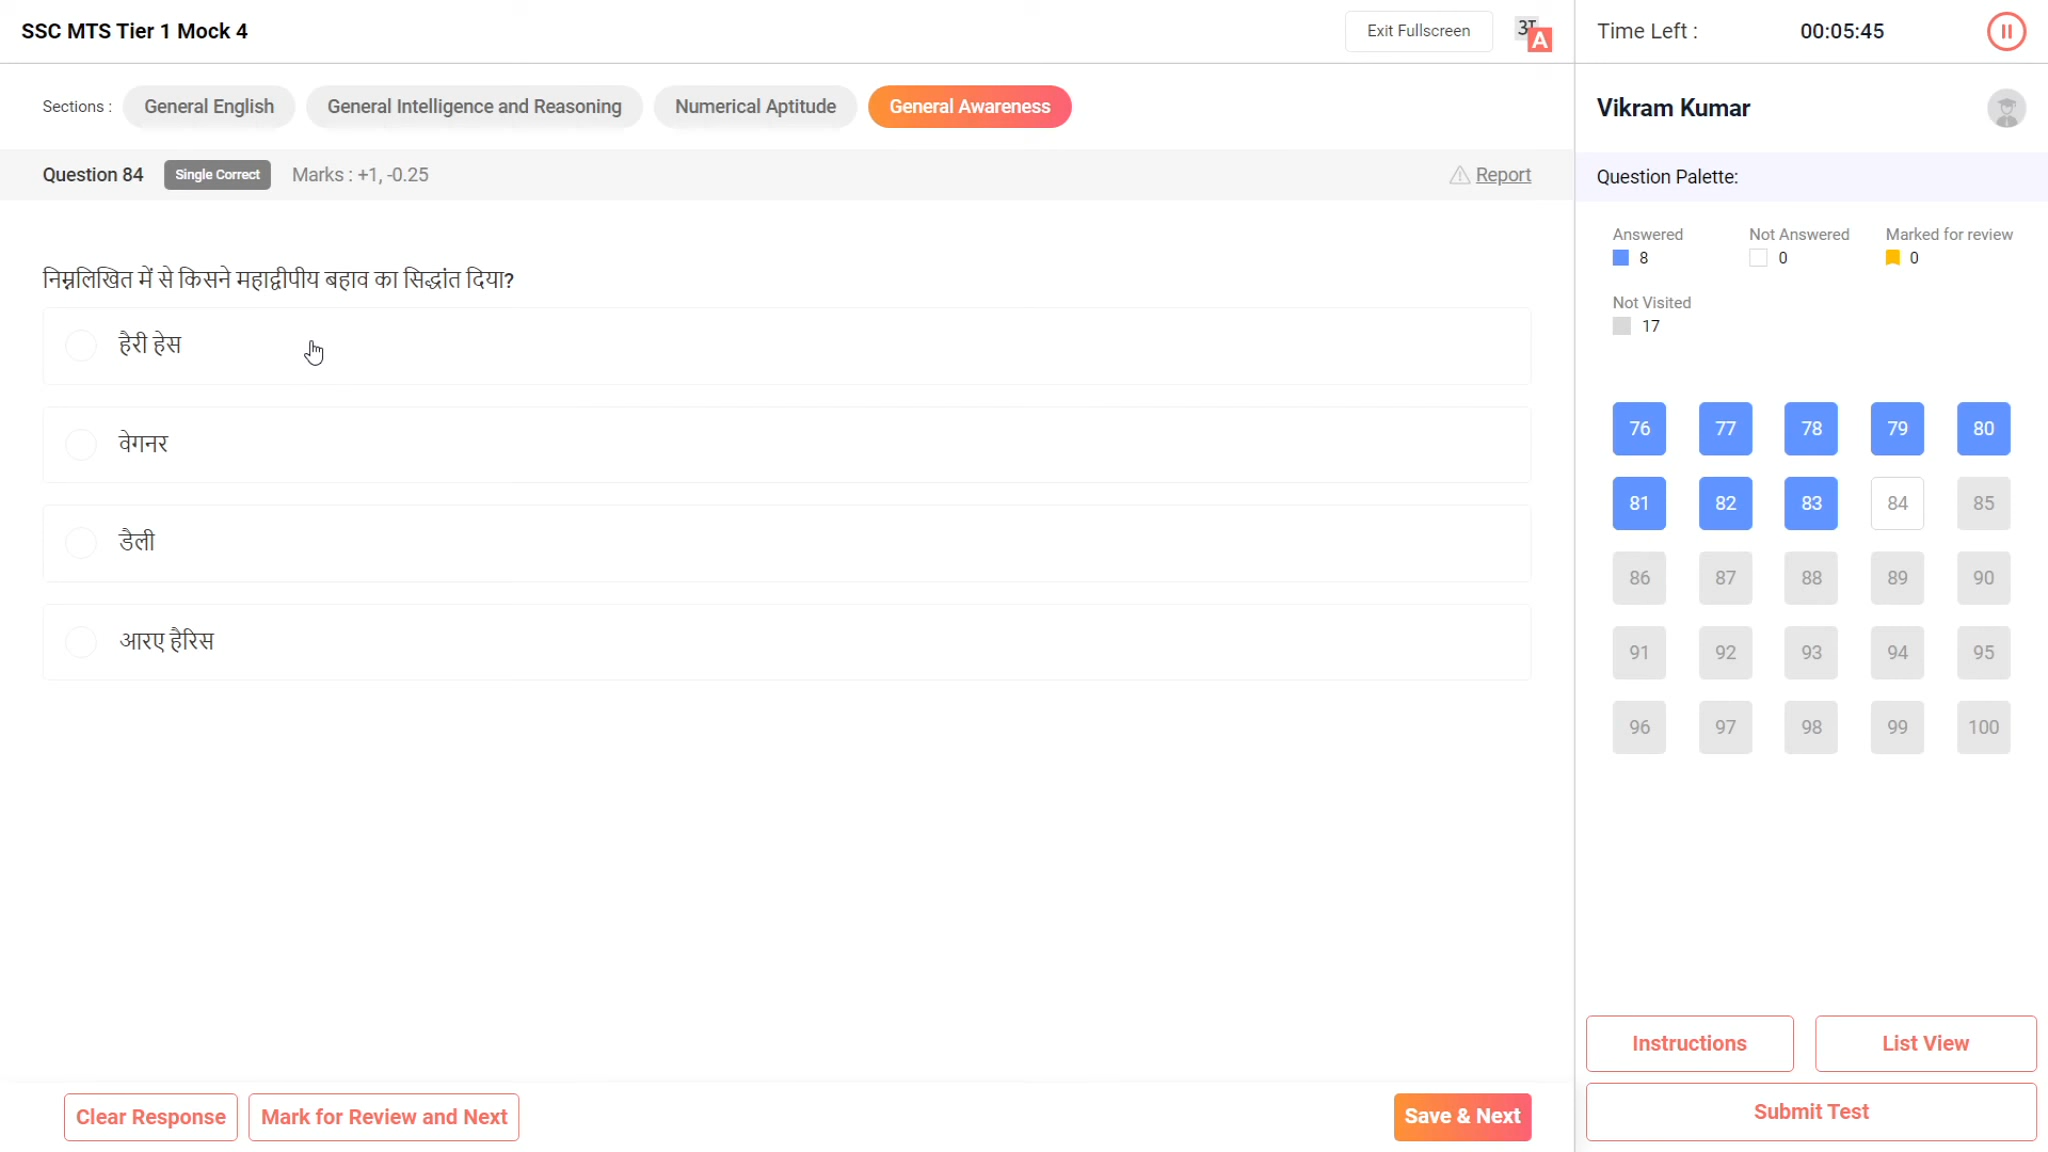 SSC MTS Tier 1 Mock 4
Exit Fullscreen
अ A
Time Left :
00:05:45
Sections :
General English
General Intelligence and Reasoning
Numerical Aptitude
General Awareness
Vikram Kumar
Question 84
Single Correct
Marks : +1, -0.25
Report
Question Palette:
Answered
8
Not Answered
0
Marked for review
0
Not Visited
17
निम्नलिखित में से किसने महाद्वीपीय बहाव का सिद्धांत दिया?
हैरी हेस
वेगनर
डैली
आरए हैरिस
76 77 78 79 80
81 82 83 84 85
86 87 88 89 90
91 92 93 94 95
96 97 98 99 100
Instructions
List View
Clear Response
Mark for Review and Next
Save & Next
Submit Test